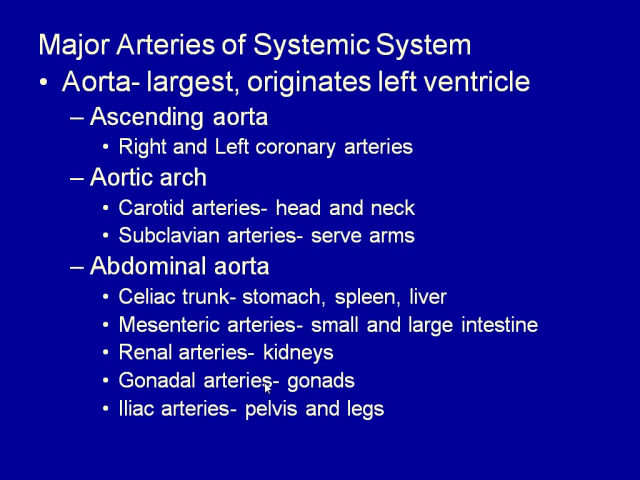 Major Arteries of Systemic System
• Aorta- largest, originates left ventricle
– Ascending aorta
• Right and Left coronary arteries
– Aortic arch
• Carotid arteries- head and neck
• Subclavian arteries- serve arms
– Abdominal aorta
• Celiac trunk- stomach, spleen, liver
• Mesenteric arteries- small and large intestine
• Renal arteries- kidneys
• Gonadal arteries- gonads
• Iliac arteries- pelvis and legs